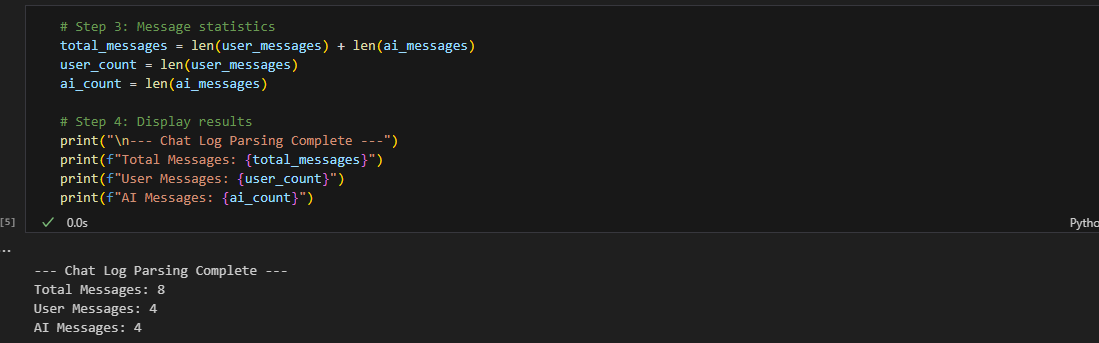 # Step 3: Message statistics
total_messages = len(user_messages) + len(ai_messages)
user_count = len(user_messages)
ai_count = len(ai_messages)
# Step 4: Display results
print("\n--- Chat Log Parsing Complete ---")
print(f"Total Messages: {total_messages}")
print(f"User Messages: {user_count}")
print(f"AI Messages: {ai_count}")
[5] ✓ 0.0s Pytho
...
--- Chat Log Parsing Complete ---
Total Messages: 8
User Messages: 4
AI Messages: 4